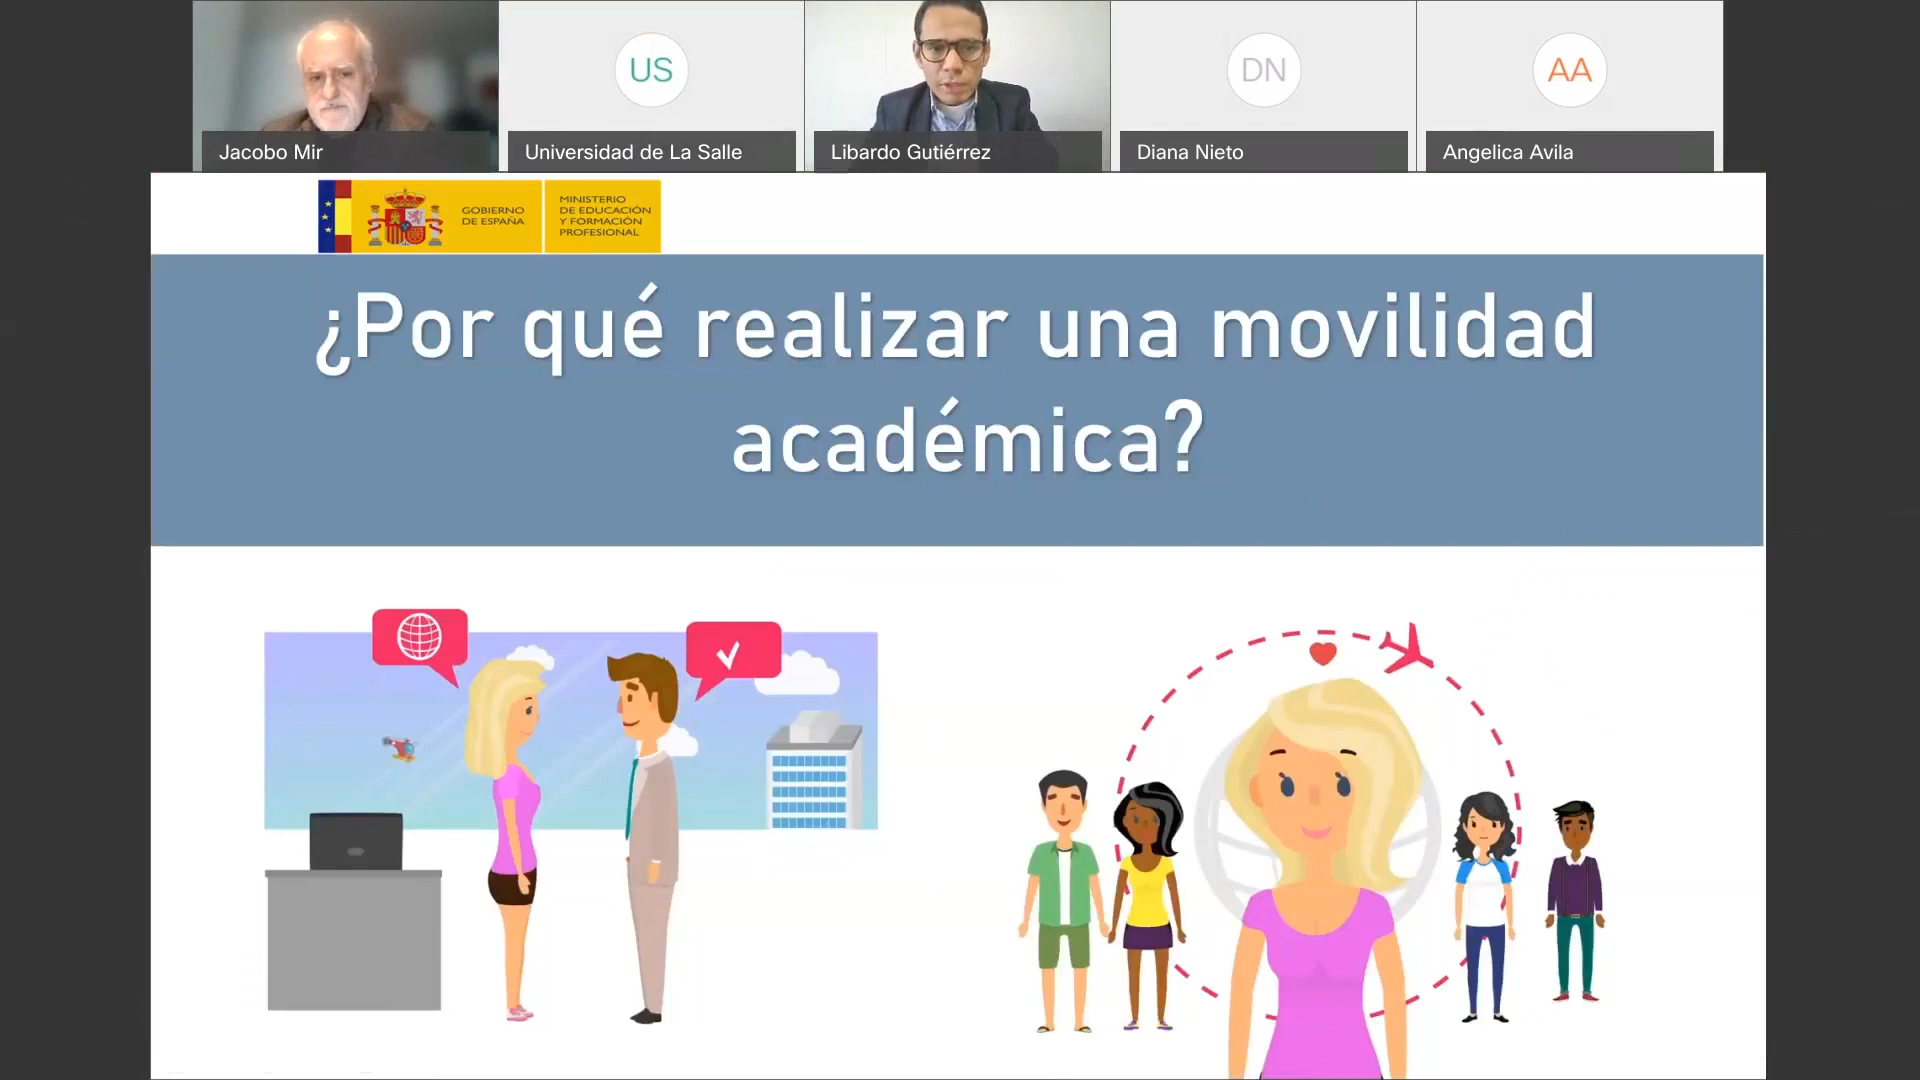 US
DN
AA
Jacobo Mir
Universidad de La Salle
Libardo Gutiérrez
Diana Nieto
Angelica Avila
GOBIERNO
DE ESPAÑA
MINISTERIO
DE EDUCACIÓN
Y FORMACIÓN
PROFESIONAL
¿Por qué realizar una movilidad
académica?